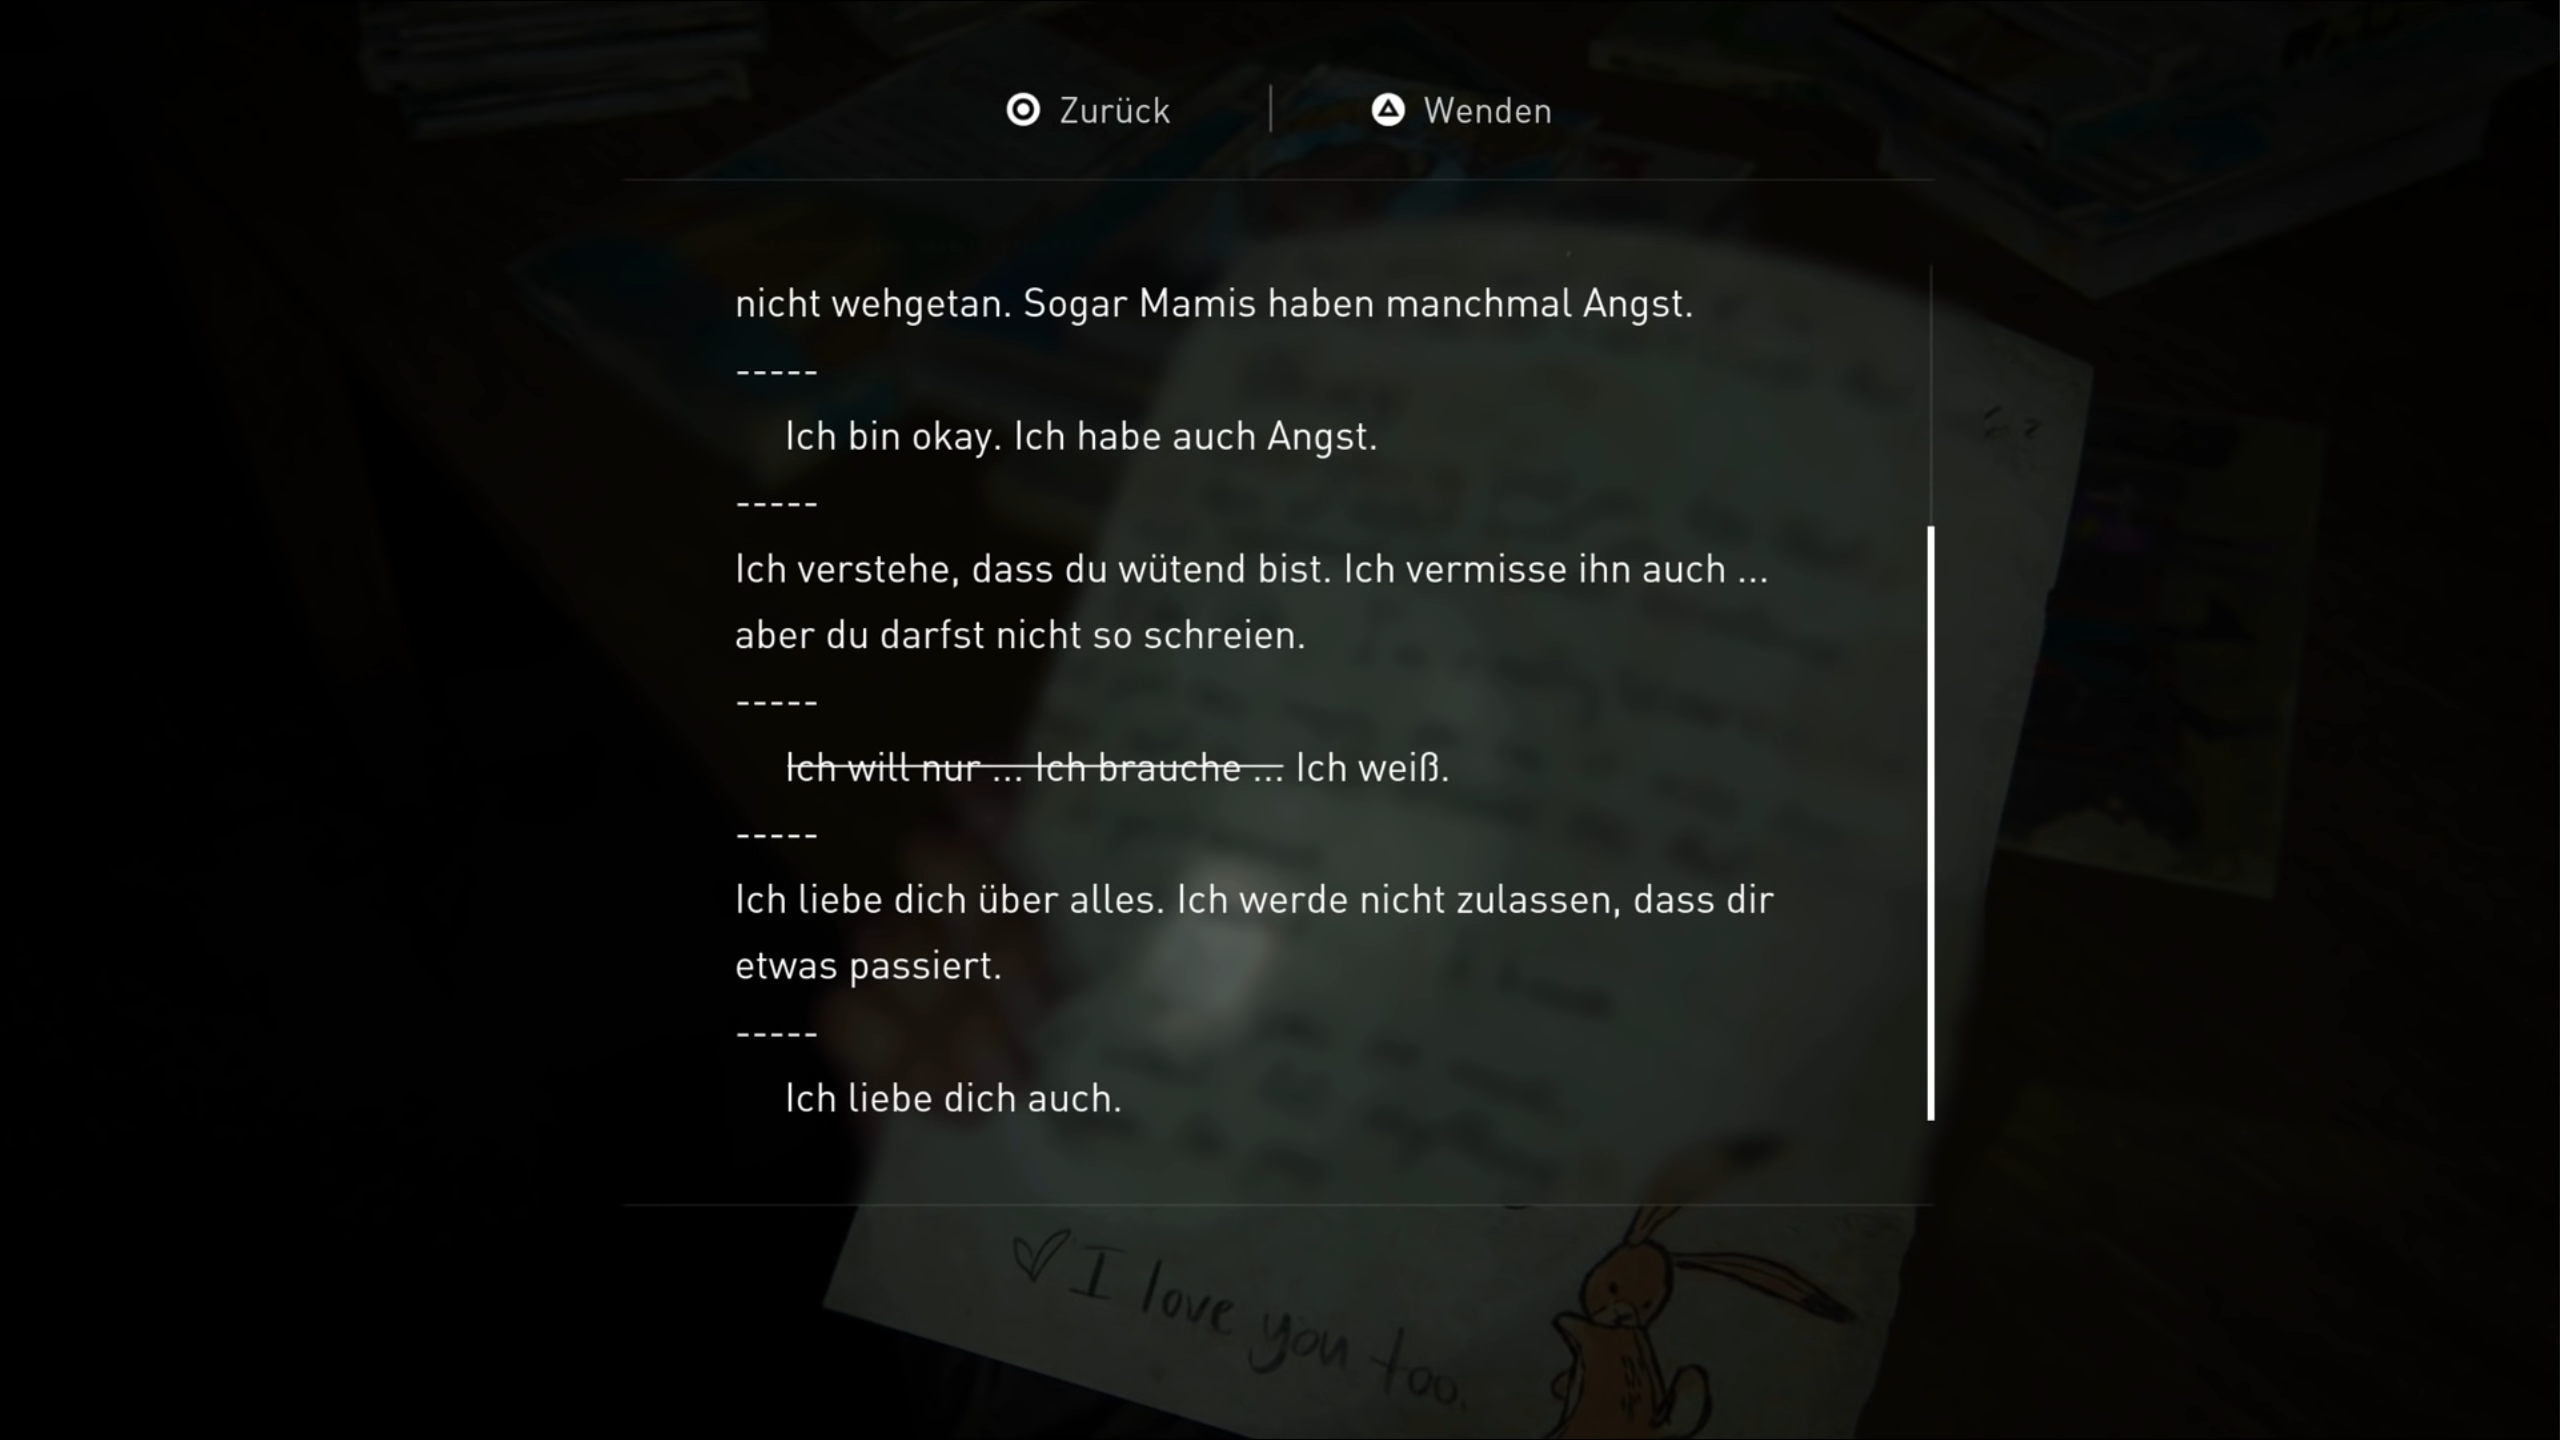 Zurück | Wenden
nicht wehgetan. Sogar Mamis haben manchmal Angst.
-----
Ich bin okay. Ich habe auch Angst.
-----
Ich verstehe, dass du wütend bist. Ich vermisse ihn auch ...
aber du darfst nicht so schreien.
-----
Ich will nur ... Ich brauche ... Ich weiß.
-----
Ich liebe dich über alles. Ich werde nicht zulassen, dass dir
etwas passiert.
-----
Ich liebe dich auch.
I love you too.